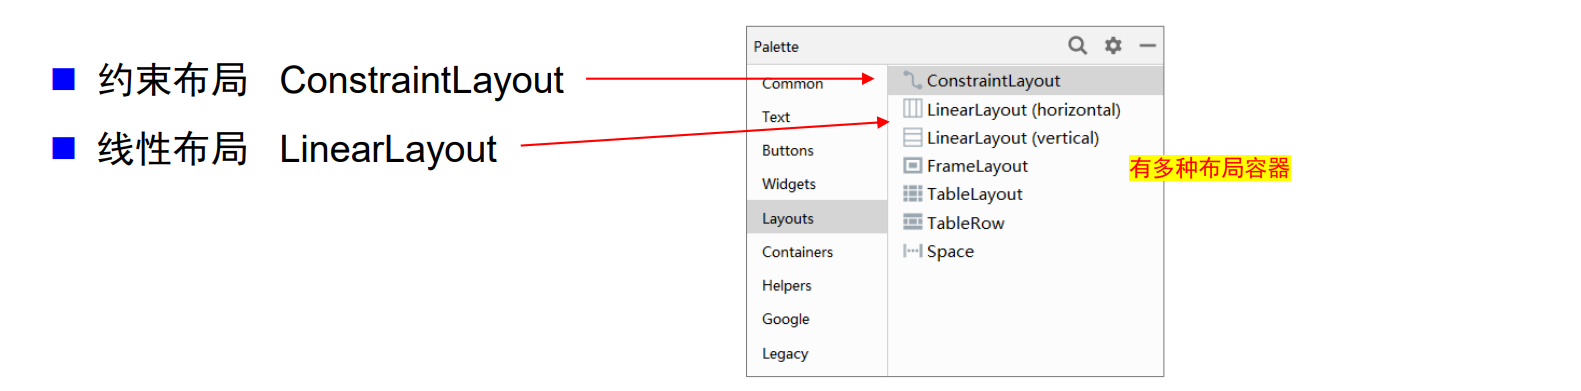 约束布局 ConstraintLayout
线性布局 LinearLayout
Palette
Common
Text
Buttons
Widgets
Layouts
Containers
Helpers
Google
Legacy
ConstraintLayout
LinearLayout (horizontal)
LinearLayout (vertical)
FrameLayout
TableLayout
TableRow
Space
有多种布局容器